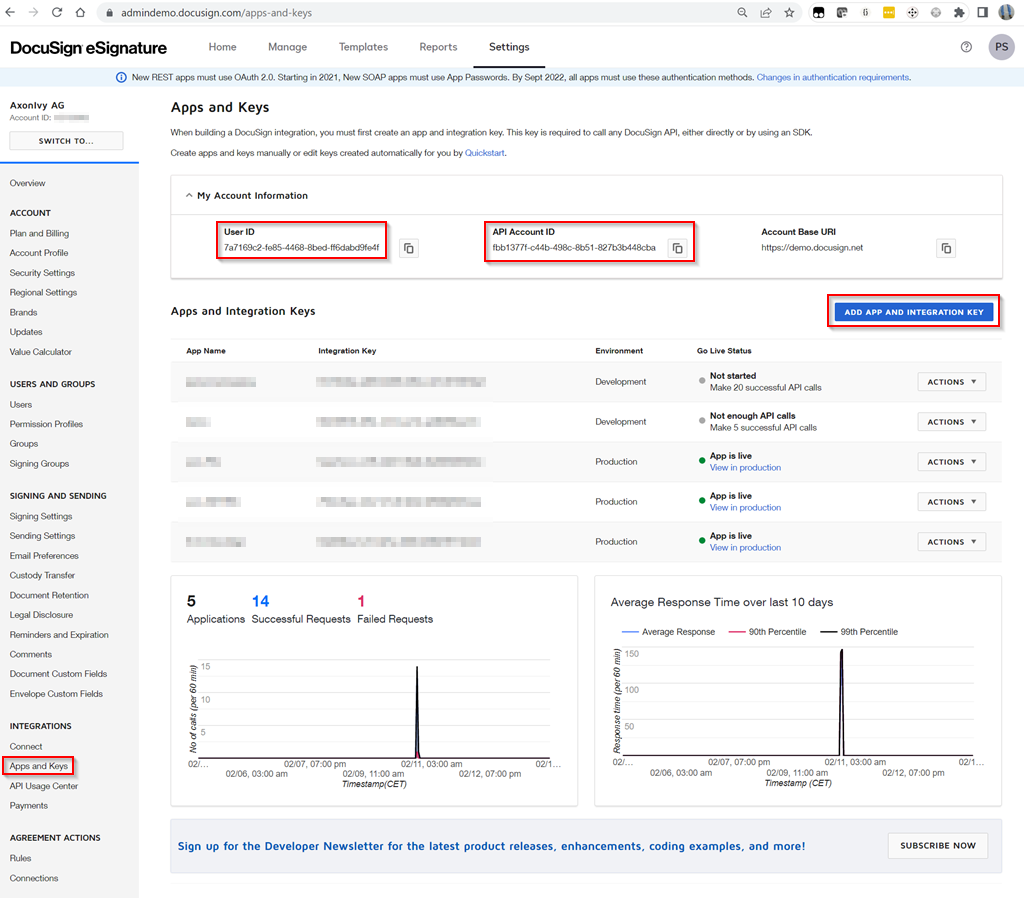 admindemo.docusign.com/apps-and-keys
DocuSign eSignature
Home
Manage
Templates
Reports
Settings
PS
New REST apps must use OAuth 2.0. Starting in 2021, New SOAP apps must use App Passwords. By Sept 2022, all apps must use these authentication methods. Changes in authentication requirements.
AxonIvy AG
Account ID:
SWITCH TO...
Overview
ACCOUNT
Plan and Billing
Account Profile
Security Settings
Regional Settings
Brands
Updates
Value Calculator
USERS AND GROUPS
Users
Permission Profiles
Groups
Signing Groups
SIGNING AND SENDING
Signing Settings
Sending Settings
Email Preferences
Custody Transfer
Document Retention
Legal Disclosure
Reminders and Expiration
Comments
Document Custom Fields
Envelope Custom Fields
INTEGRATIONS
Connect
Apps and Keys
API Usage Center
Payments
AGREEMENT ACTIONS
Rules
Connections
Apps and Keys
When building a DocuSign integration, you must first create an app and integration key. This key is required to call any DocuSign API, either directly or by using an SDK.
Create apps and keys manually or edit keys created automatically for you by Quickstart.
My Account Information
User ID
7a7169c2-fe85-4468-8bed-ff6dabd9fe4f
API Account ID
fbb1377f-c44b-498c-8b51-827b3b448cba
Account Base URI
https://demo.docusign.net
Apps and Integration Keys
ADD APP AND INTEGRATION KEY
App Name Integration Key Environment Go Live Status
Development
Not started
Make 20 successful API calls
ACTIONS
Development
Not enough API calls
Make 5 successful API calls
ACTIONS
Production
App is live
View in production
ACTIONS
Production
App is live
View in production
ACTIONS
Production
App is live
View in production
ACTIONS
5
Applications
14
Successful Requests
1
Failed Requests
No of calls (per 60 min)
15
10
5
02/... 02/07, 07:00 pm 02/11, 03:00 am 02/1...
02/06, 03:00 am 02/09, 11:00 am 02/12, 07:00 pm
Timestamp(CET)
Average Response Time over last 10 days
Average Response 90th Percentile 99th Percentile
Response time (per 60 min)
150
100
50
02/... 02/07, 07:00 pm 02/11, 03:00 am 02/1...
02/06, 03:00 am 02/09, 11:00 am 02/12, 07:00 pm
Timestamp (CET)
Sign up for the Developer Newsletter for the latest product releases, enhancements, coding examples, and more!
SUBSCRIBE NOW